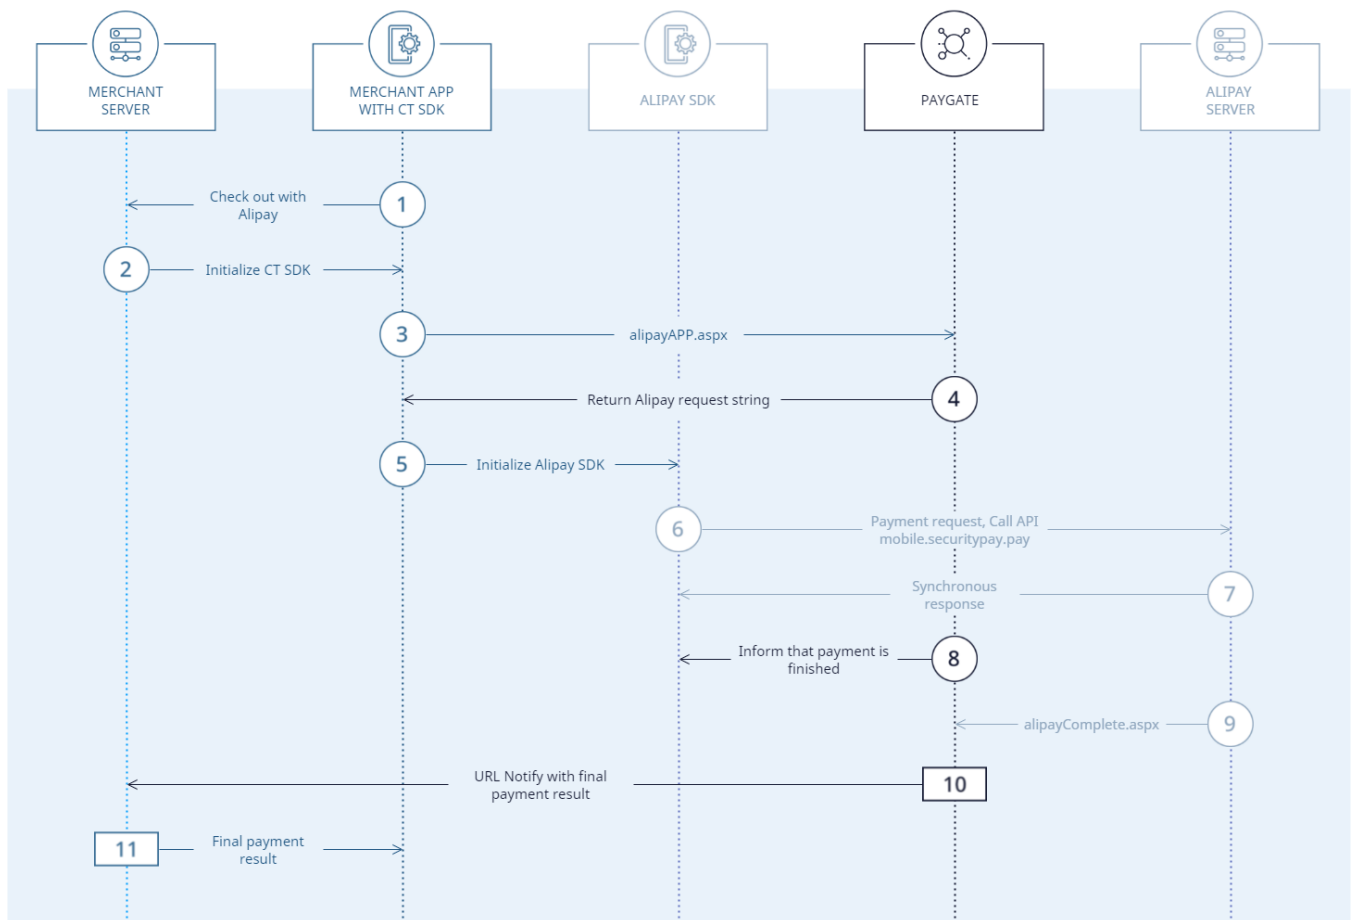 MERCHANT
SERVER
MERCHANT APP
WITH CT SDK
ALIPAY SDK
PAYGATE
ALIPAY
SERVER
Check out with
Alipay
1
2
Initialize CT SDK
3
alipayAPP.aspx
Return Alipay request string
4
5
Initialize Alipay SDK
6
Payment request, Call API
mobile.securitypay.pay
Synchronous
response
7
Inform that payment is
finished
8
alipayComplete.aspx
9
URL Notify with final
payment result
10
11
Final payment
result